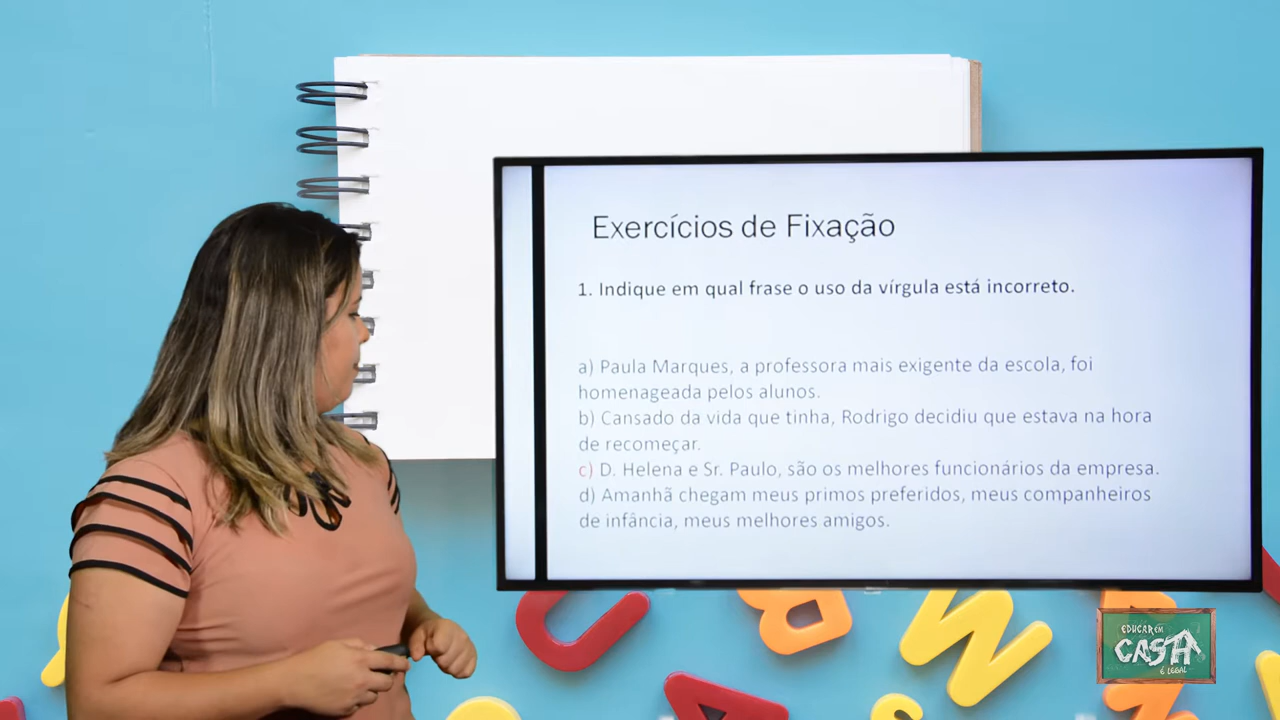 Exercícios de Fixação
1. Indique em qual frase o uso da vírgula está incorreto.
a) Paula Marques, a professora mais exigente da escola, foi
homenageada pelos alunos.
b) Cansado da vida que tinha, Rodrigo decidiu que estava na hora
de recomeçar.
c) D. Helena e Sr. Paulo, são os melhores funcionários da empresa.
d) Amanhã chegam meus primos preferidos, meus companheiros
de infância, meus melhores amigos.
EDUCAR EM
CASA
É LEGAL